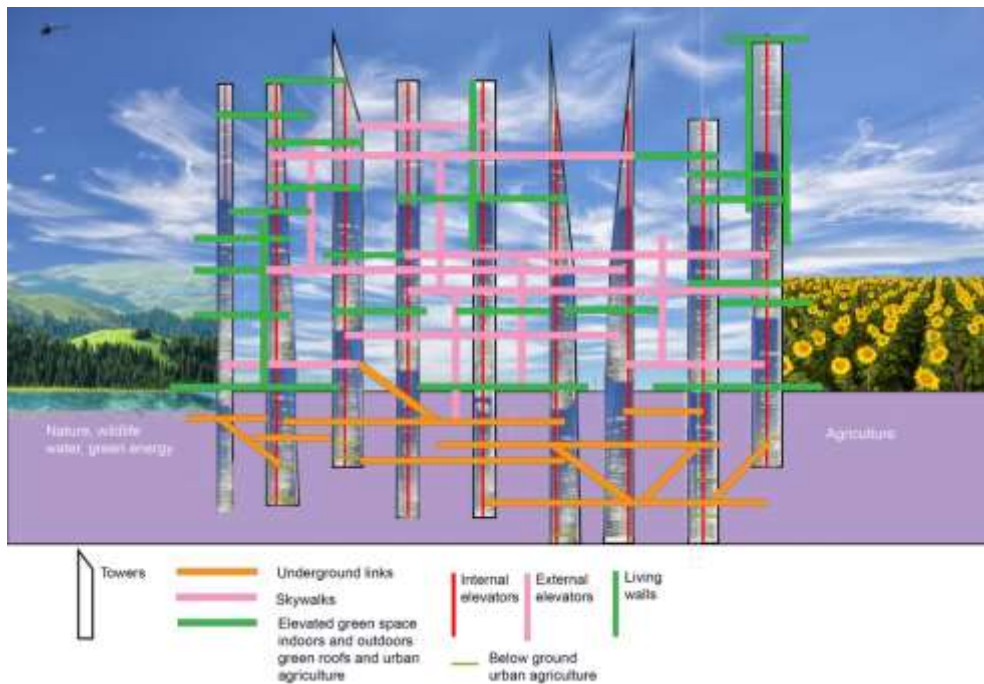 Nature, wildlife
water, green energy
Agriculture
Towers
Underground links
Skywalks
Elevated green space
indoors and outdoors
green roofs and urban
agriculture
Internal
elevators
External
elevators
Living
walls
Below ground
urban agriculture